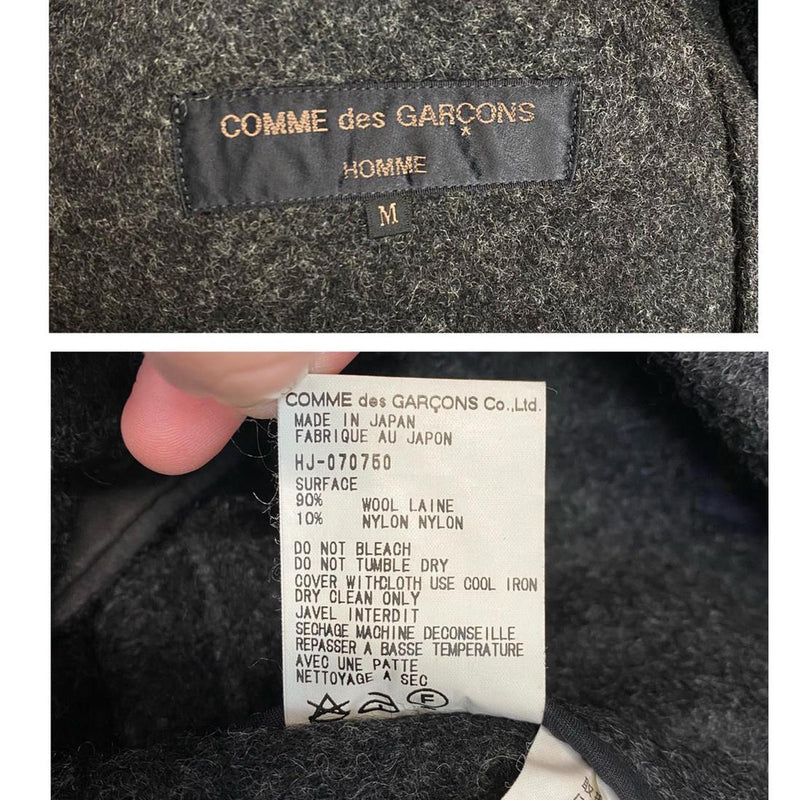 COMME des GARÇONS
HOMME
M
COMME des GARÇONS Co.,Ltd.
MADE IN JAPAN
FABRIQUE AU JAPON
HJ-070750
SURFACE
90% WOOL LAINE
10% NYLON NYLON
DO NOT BLEACH
DO NOT TUMBLE DRY
COVER WITHCLOTH USE COOL IRON
DRY CLEAN ONLY
JAVEL INTERDIT
SECHAGE MACHINE DECONSEILLE
REPASSER A BASSE TEMPERATURE
AVEC UNE PATTE
NETTOYAGE A SEC
F